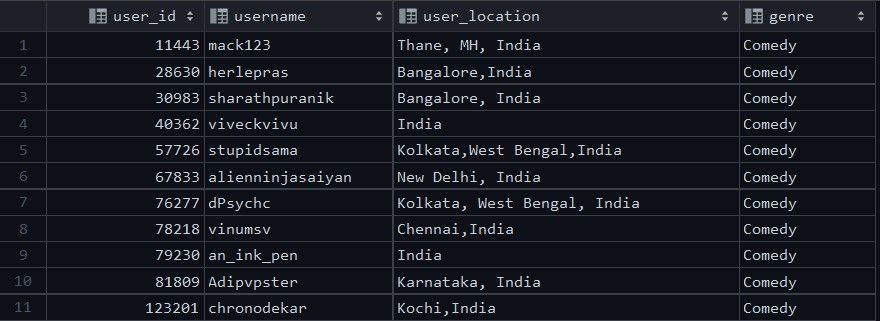 user_id username user_location genre
1 11443 mack123 Thane, MH, India Comedy
2 28630 herlepras Bangalore,India Comedy
3 30983 sharathpuranik Bangalore, India Comedy
4 40362 viveckvivu India Comedy
5 57726 stupidsama Kolkata,West Bengal,India Comedy
6 67833 alienninjasaiyan New Delhi, India Comedy
7 76277 dPsychc Kolkata, West Bengal, India Comedy
8 78218 vinumsv Chennai,India Comedy
9 79230 an_ink_pen India Comedy
10 81809 Adipvpster Karnataka, India Comedy
11 123201 chronodekar Kochi,India Comedy